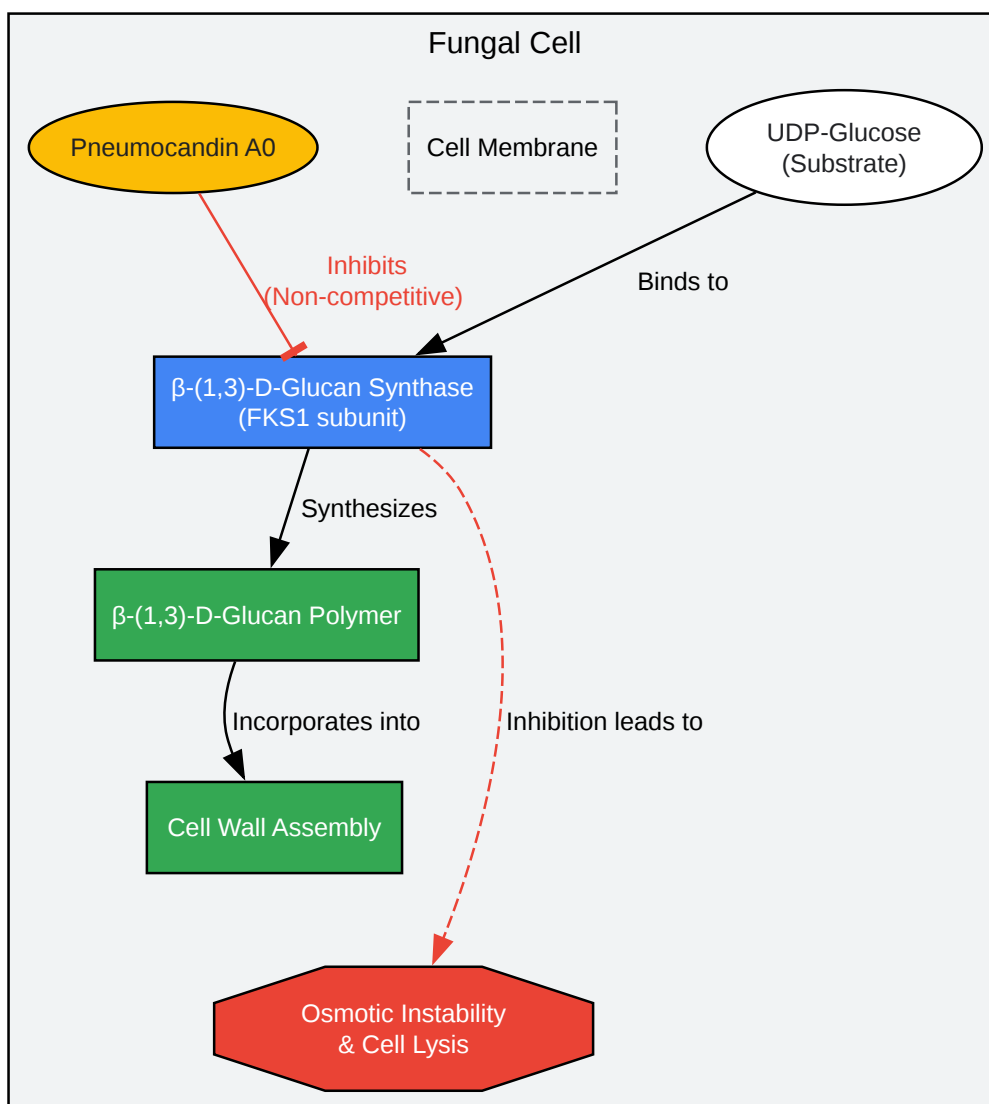 Fungal Cell
Pneumocandin A0
Cell Membrane
UDP-Glucose
(Substrate)
Inhibits
(Non-competitive)
Binds to
β-(1,3)-D-Glucan Synthase
(FKS1 subunit)
Synthesizes
β-(1,3)-D-Glucan Polymer
Incorporates into
Inhibition leads to
Cell Wall Assembly
Osmotic Instability
& Cell Lysis